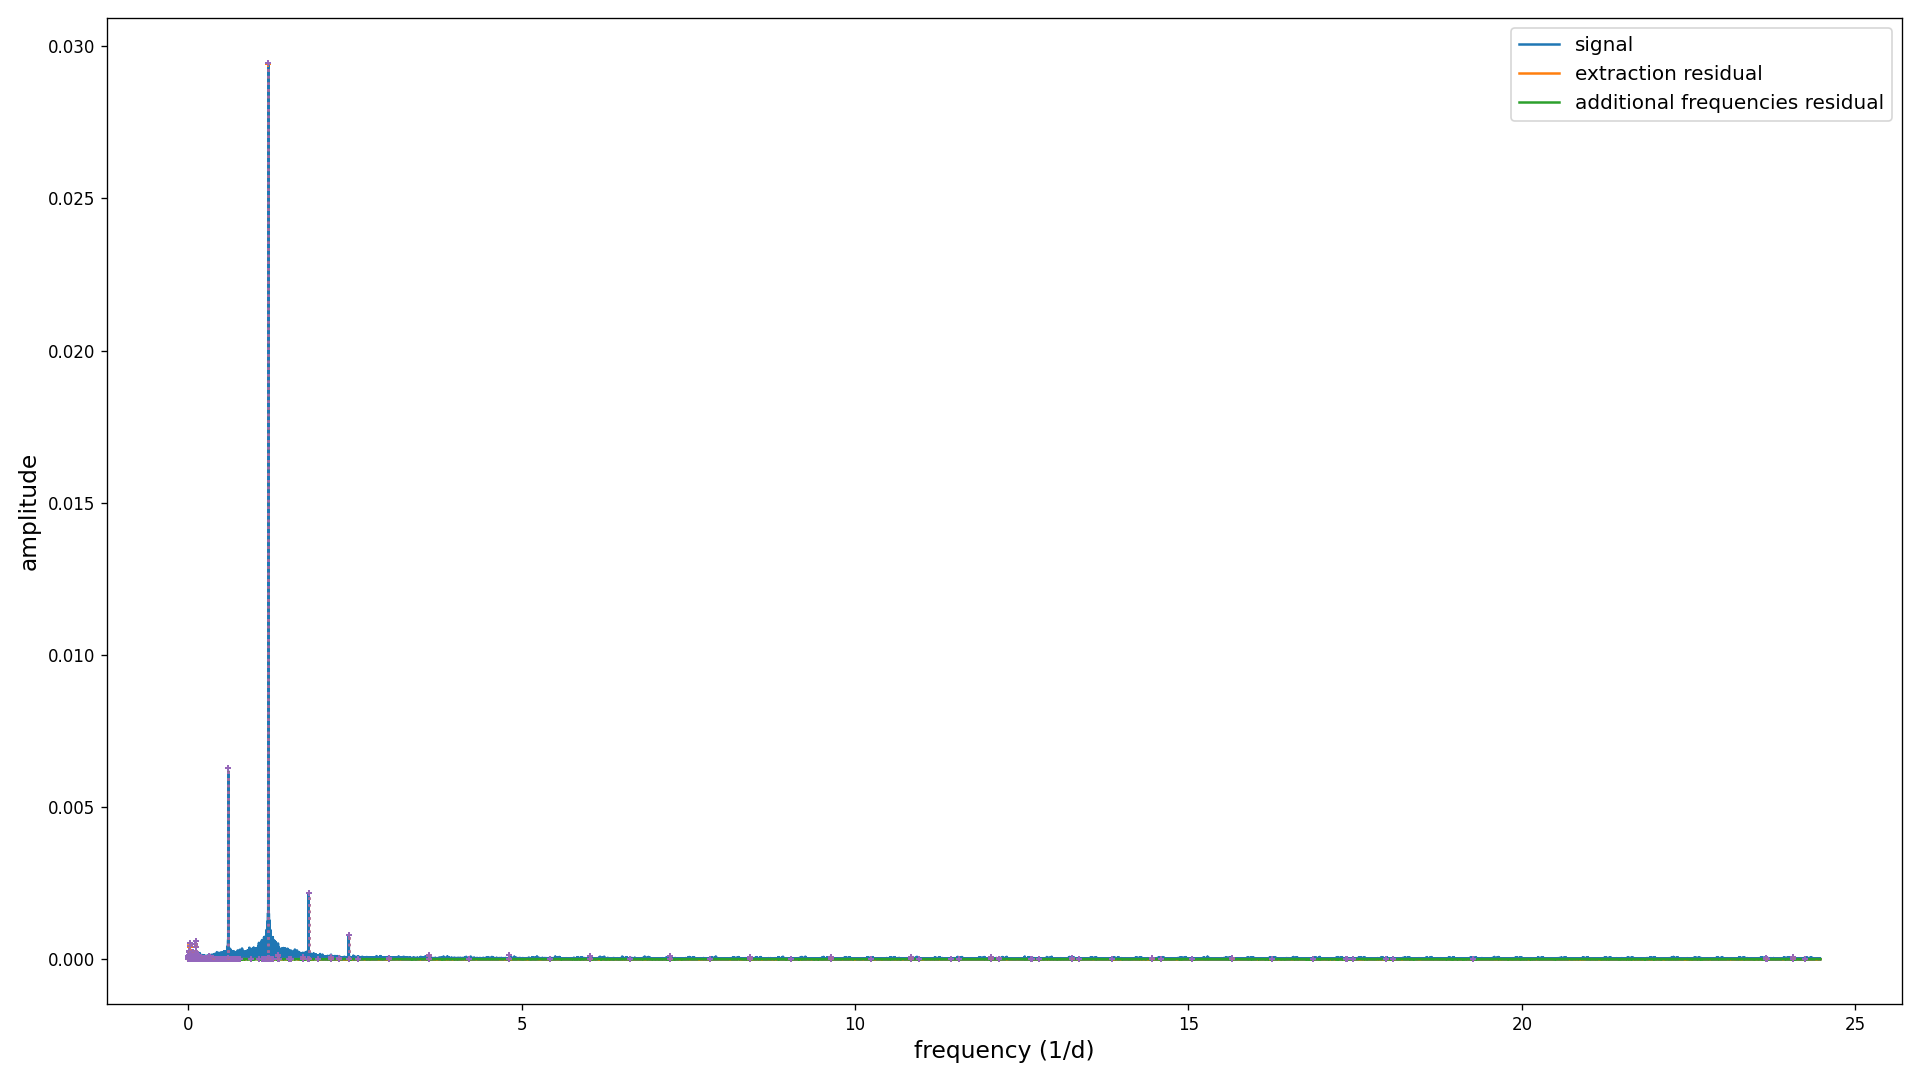 0.030
0.025
0.020
0.015
0.010
0.005
0.000
amplitude
signal
extraction residual
additional frequencies residual
0 5 10 15 20 25
frequency (1/d)